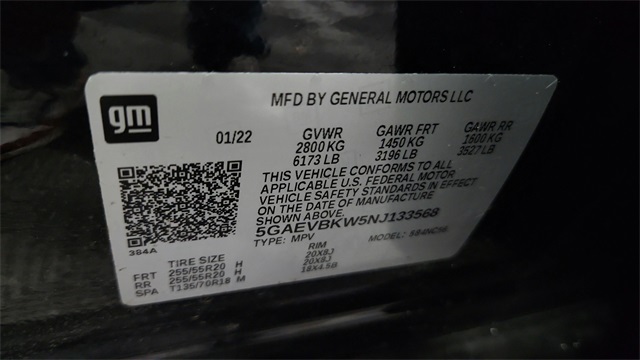 gm
MFD BY GENERAL MOTORS LLC
01/22 GVWR GAWR FRT GAWR RR
2800 KG 1450 KG 1600 KG
6173 LB 3196 LB 3527 LB
THIS VEHICLE CONFORMS TO ALL
APPLICABLE U.S. FEDERAL MOTOR
VEHICLE SAFETY STANDARDS IN EFFECT
ON THE DATE OF MANUFACTURE
SHOWN ABOVE.
5GAEVBKW5NJ133568
384A
TYPE: MPV MODEL:
TIRE SIZE RIM
FRT 255/55R20 H 20X8J
RR 255/55R20 H 20X8J
SPA T135/70R18 M 18X4.5B